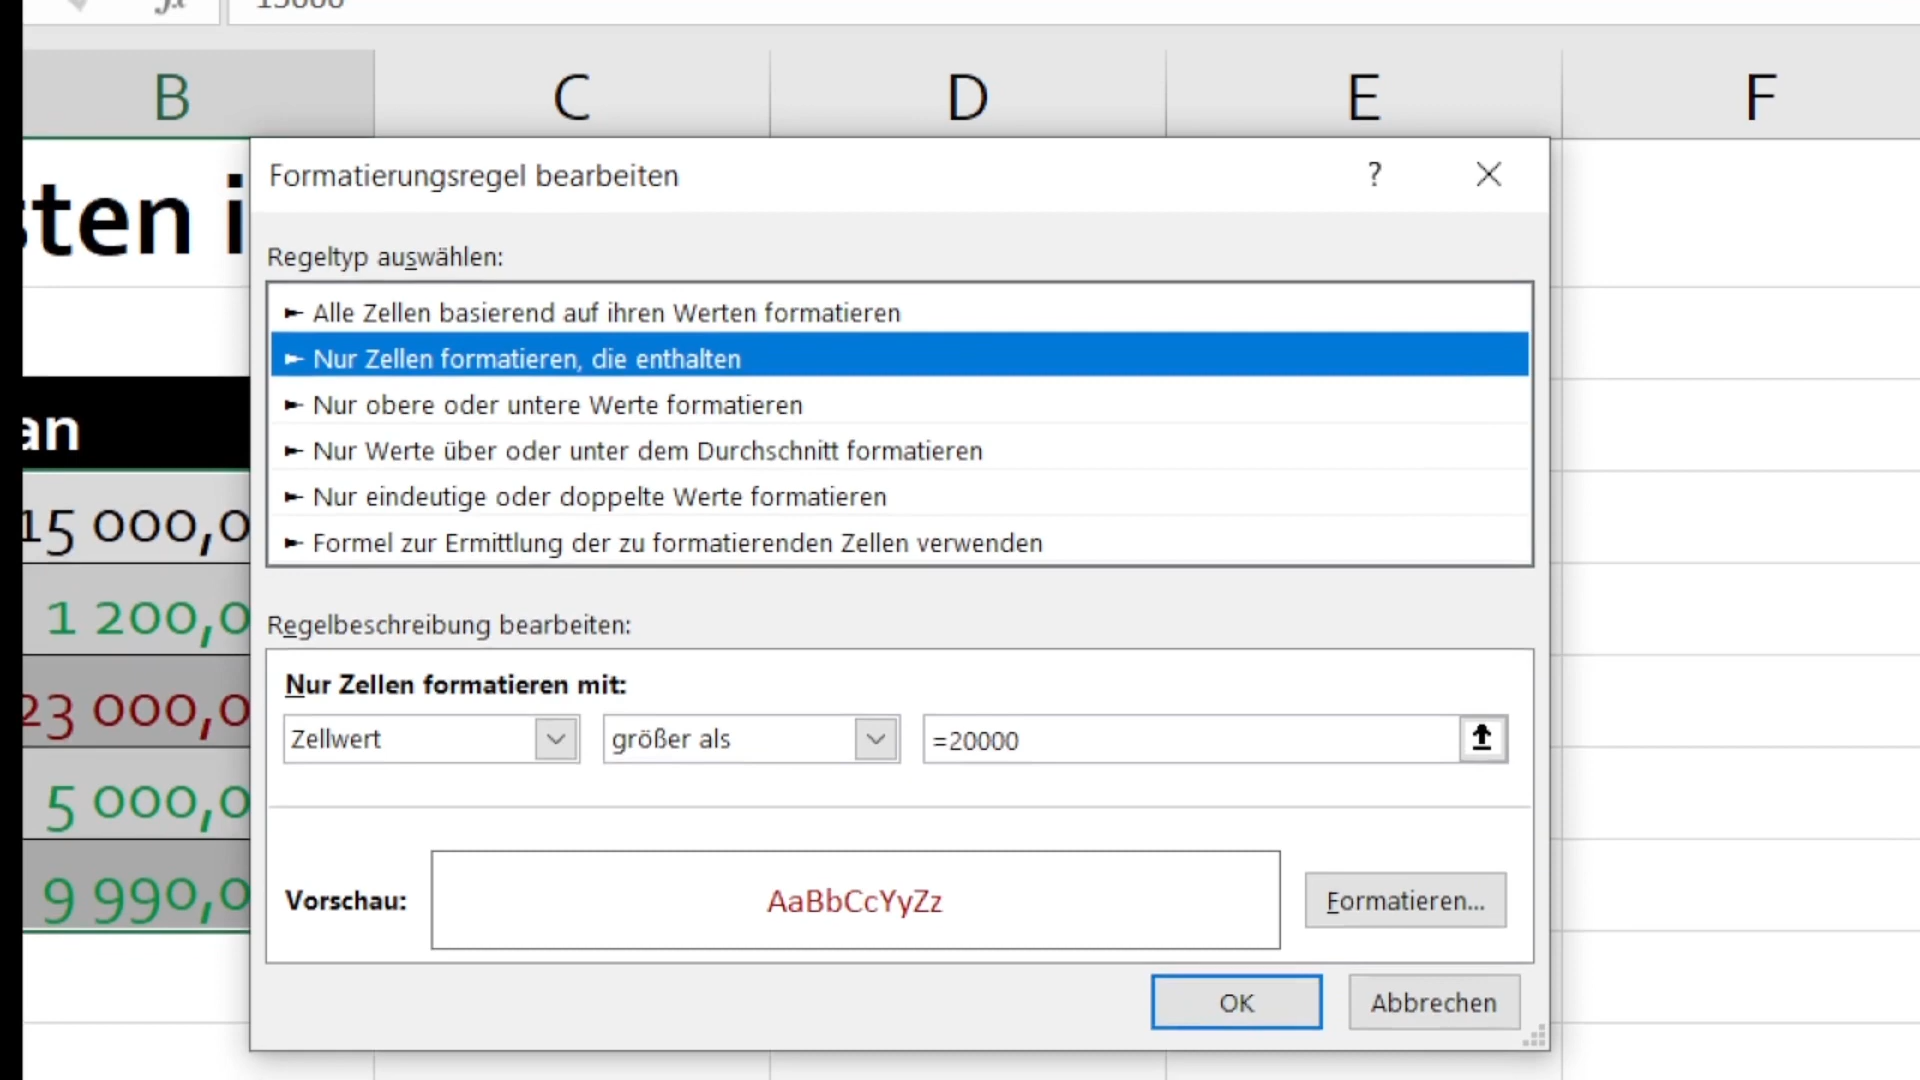 B C D E F
Formatierungsregel bearbeiten ?
Regeltyp auswählen:
► Alle Zellen basierend auf ihren Werten formatieren
► Nur Zellen formatieren, die enthalten
► Nur obere oder untere Werte formatieren
► Nur Werte über oder unter dem Durchschnitt formatieren
► Nur eindeutige oder doppelte Werte formatieren
► Formel zur Ermittlung der zu formatierenden Zellen verwenden
15 000,0
1 200,0
23 000,0
5 000,0
9 990,0
Regelbeschreibung bearbeiten:
Nur Zellen formatieren mit:
Zellwert größer als =20000
Vorschau: AaBbCcYyZz Formatieren...
OK Abbrechen